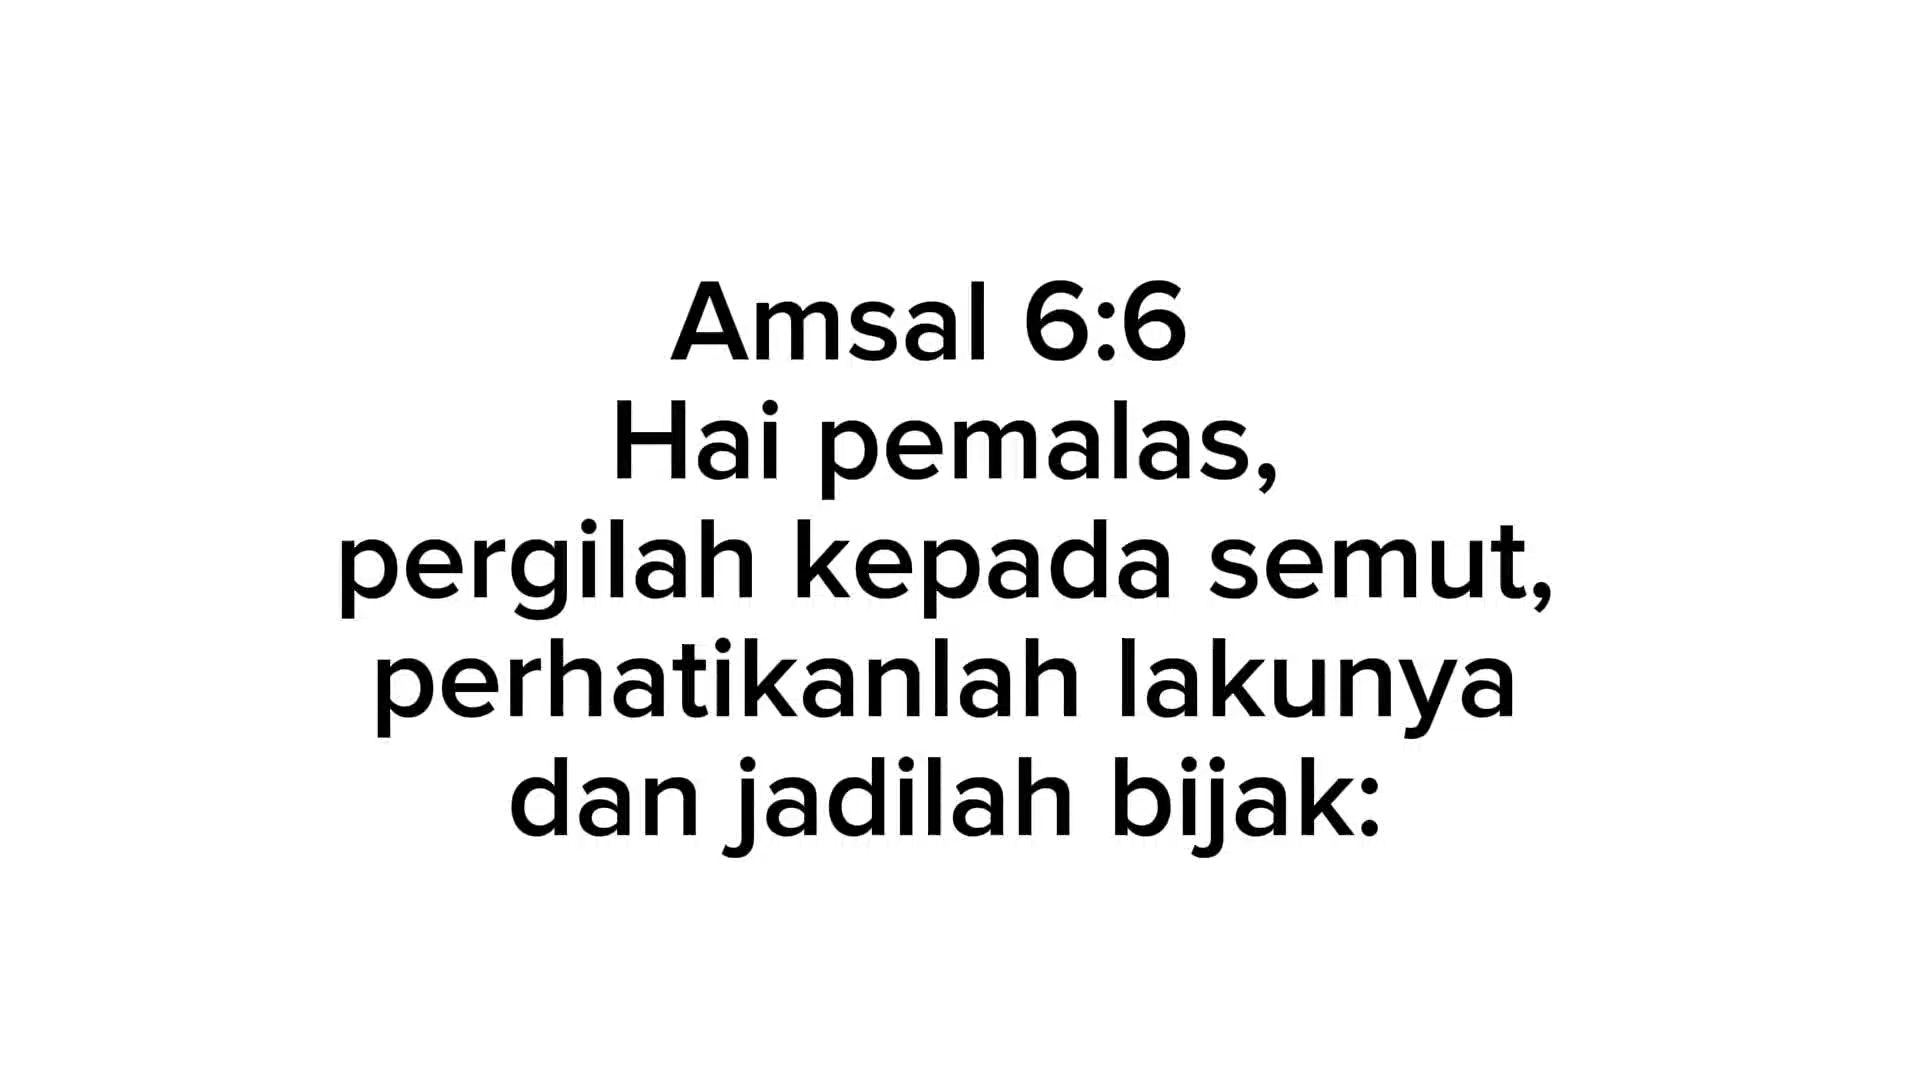 Amsal 6:6
Hai pemalas,
pergilah kepada semut,
perhatikanlah lakunya
dan jadilah bijak: